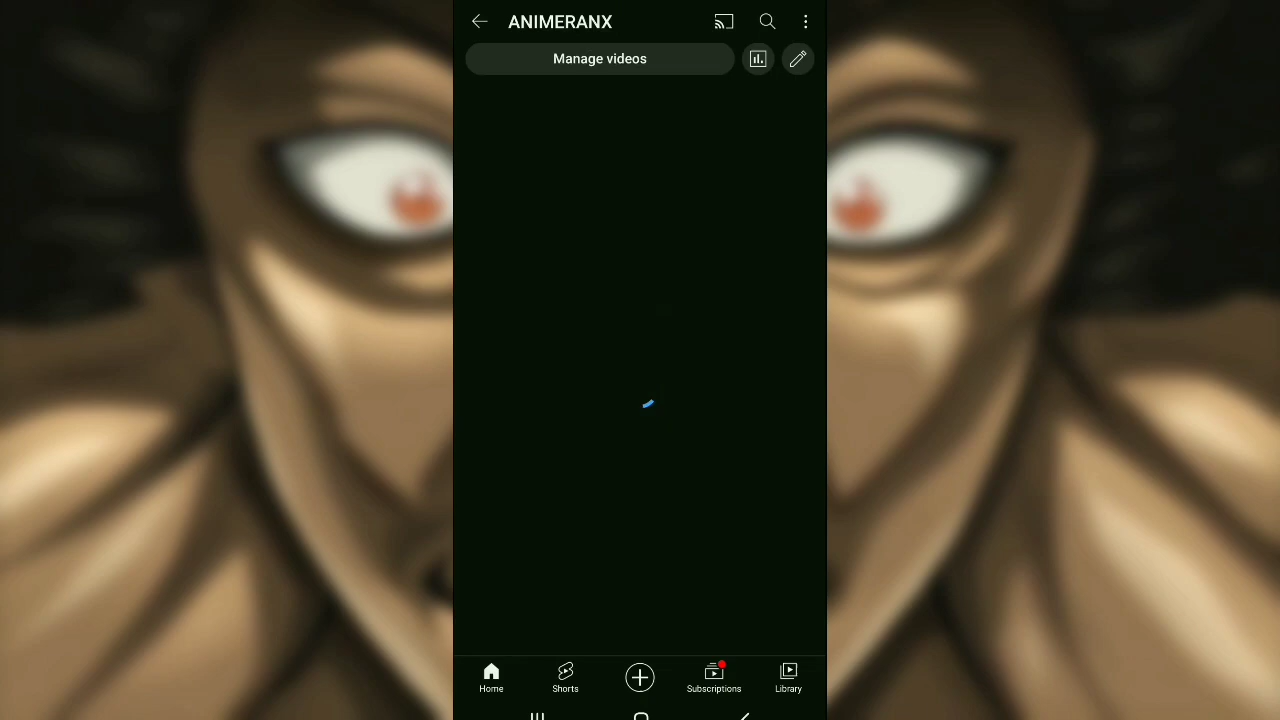 ANIMERANX
Manage videos
Home
Shorts
Subscriptions
Library